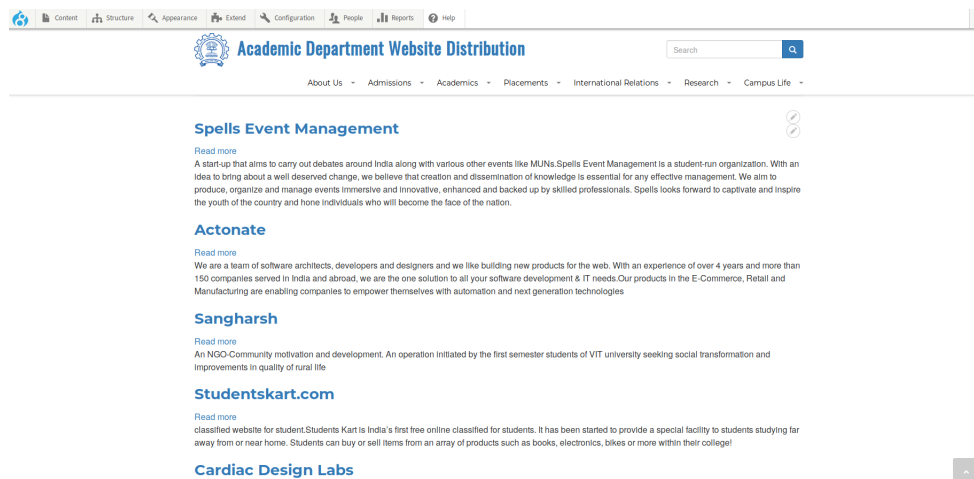 Content Structure Appearance Extend Configuration People Reports Help
Academic Department Website Distribution
Search
About Us Admissions Academics Placements International Relations Research Campus Life
Spells Event Management
Read more
A start-up that aims to carry out debates around India along with various other events like MUNs.Spells Event Management is a student-run organization. With an
idea to bring about a well deserved change, we believe that creation and dissemination of knowledge is essential for any effective management. We aim to
produce, organize and manage events immersive and innovative, enhanced and backed up by skilled professionals. Spells looks forward to captivate and inspire
the youth of the country and hone individuals who will become the face of the nation.
Actonate
Read more
We are a team of software architects, developers and designers and we like building new products for the web. With an experience of over 4 years and more than
150 companies served in India and abroad, we are the one solution to all your software development & IT needs.Our products in the E-Commerce, Retail and
Manufacturing are enabling companies to empower themselves with automation and next generation technologies
Sangharsh
Read more
An NGO-Community motivation and development. An operation initiated by the first semester students of VIT university seeking social transformation and
improvements in quality of rural life
Studentskart.com
Read more
classified website for student.Students Kart is India's first free online classified for students. It has been started to provide a special facility to students studying far
away from or near home. Students can buy or sell items from an array of products such as books, electronics, bikes or more within their college!
Cardiac Design Labs